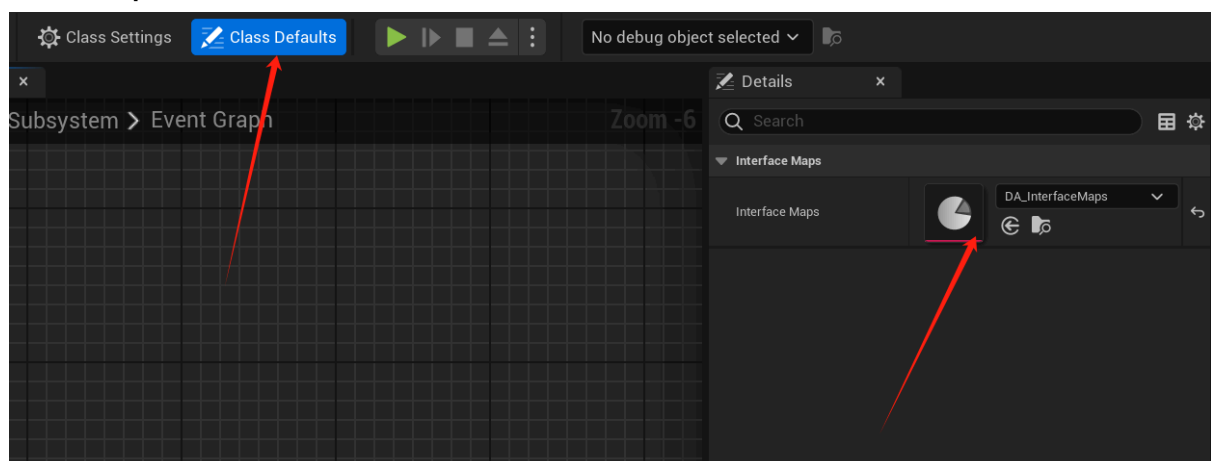 Class Settings
Class Defaults
No debug object selected
×
Details
×
Subsystem > Event Graph
Zoom -6
Search
Interface Maps
Interface Maps
DA_InterfaceMaps